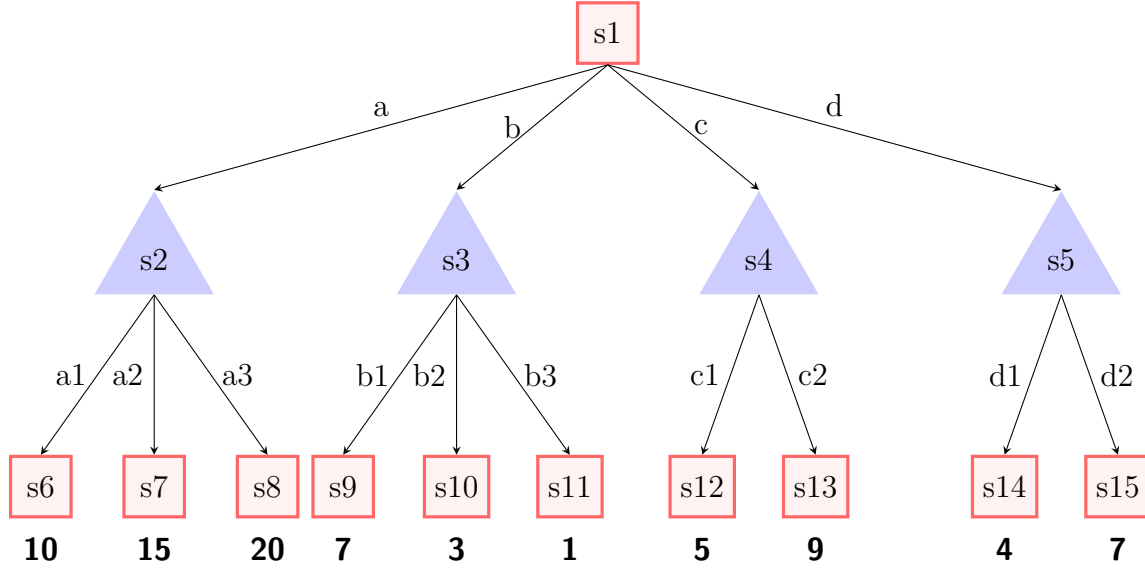 s1
a b c d
s2 s3 s4 s5
a1 a2 a3 b1 b2 b3 c1 c2 d1 d2
s6 s7 s8 s9 s10 s11 s12 s13 s14 s15
10 15 20 7 3 1 5 9 4 7